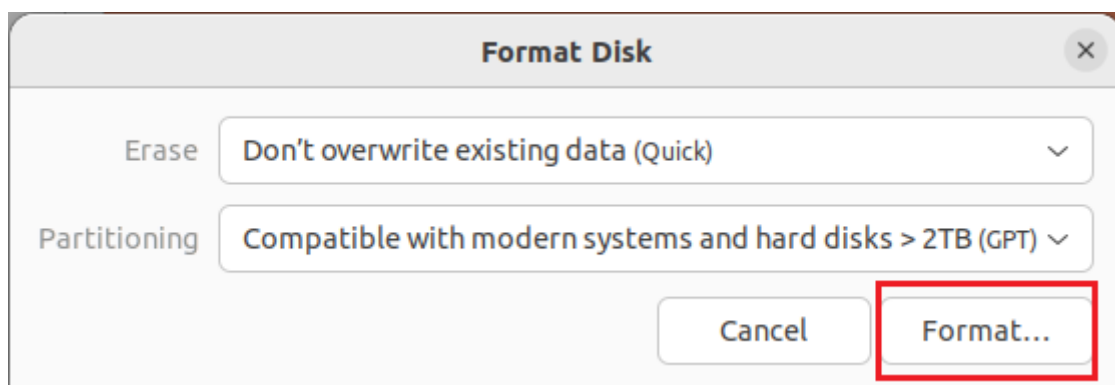 Format Disk
Erase Don’t overwrite existing data (Quick)
Partitioning Compatible with modern systems and hard disks > 2TB (GPT)
Cancel Format…